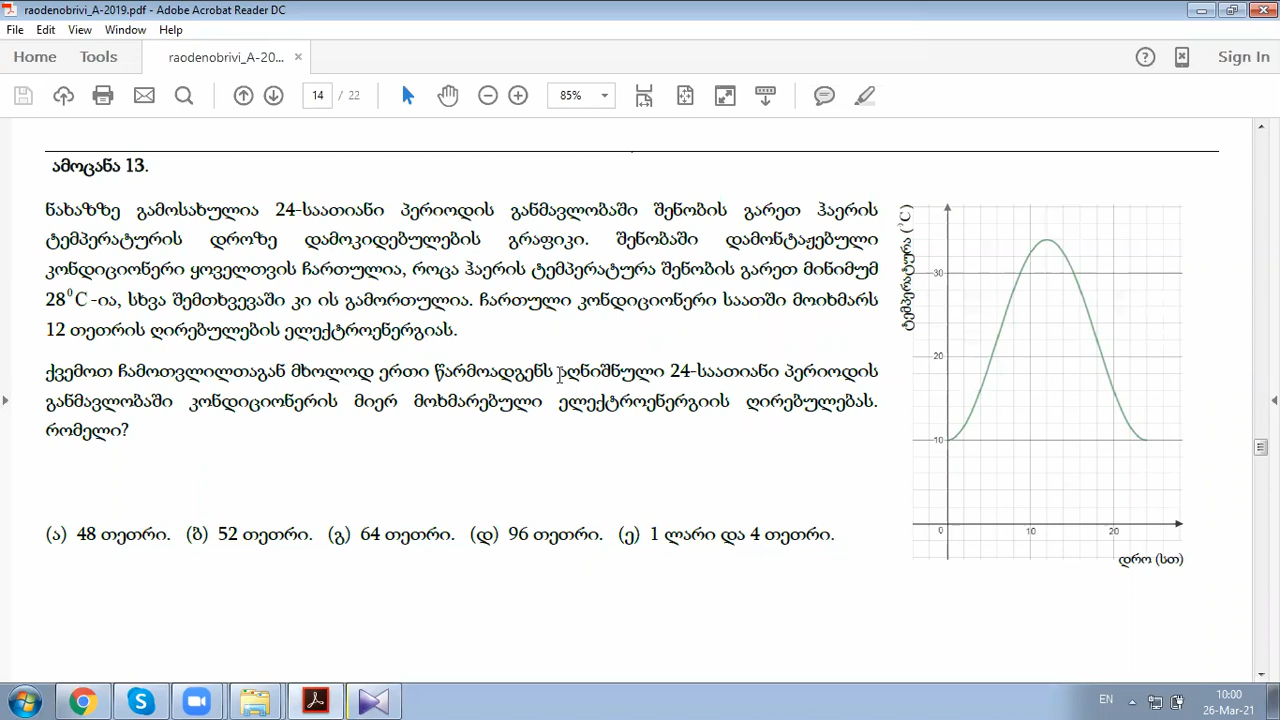 raodenobrivi_A-2019.pdf - Adobe Acrobat Reader DC
File Edit View Window Help
Home Tools raodenobrivi_A-20... × Sign In
14 / 22 85%
ამოცანა 13.
ნახაზზე გამოსახულია 24-საათიანი პერიოდის განმავლობაში შენობის გარეთ ჰაერის
ტემპერატურის დროზე დამოკიდებულების გრაფიკი. შენობაში დამონტაჟებული
კონდიციონერი ყოველთვის ჩართულია, როცა ჰაერის ტემპერატურა შენობის გარეთ მინიმუმ
28⁰C -ია, სხვა შემთხვევაში კი ის გამორთულია. ჩართული კონდიციონერი საათში მოიხმარს
12 თეთრის ღირებულების ელექტროენერგიას.
ქვემოთ ჩამოთვლილთაგან მხოლოდ ერთი წარმოადგენს აღნიშნული 24-საათიანი პერიოდის
განმავლობაში კონდიციონერის მიერ მოხმარებული ელექტროენერგიის ღირებულებას.
რომელი?
(ა) 48 თეთრი. (ბ) 52 თეთრი. (გ) 64 თეთრი. (დ) 96 თეთრი. (ე) 1 ლარი და 4 თეთრი.
ტემპერატურა (⁰C)
30
20
10
0 10 20
დრო (სთ)
EN 10:00
26-Mar-21